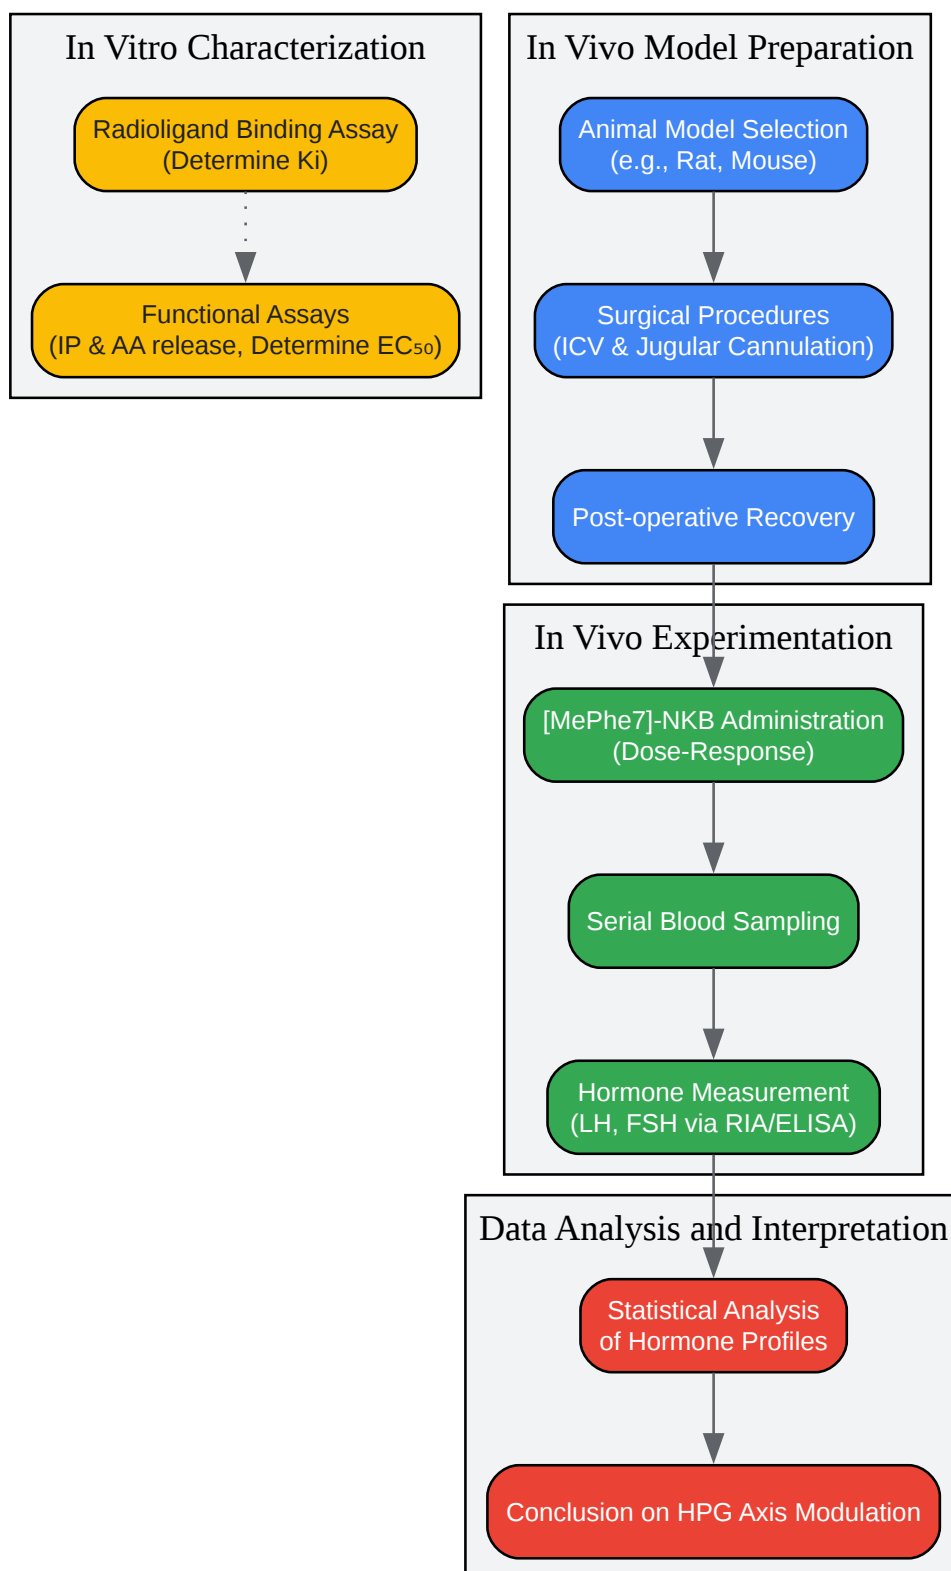 In Vitro Characterization
Radioligand Binding Assay
(Determine Ki)
Functional Assays
(IP & AA release, Determine EC₅₀)
In Vivo Model Preparation
Animal Model Selection
(e.g., Rat, Mouse)
Surgical Procedures
(ICV & Jugular Cannulation)
Post-operative Recovery
In Vivo Experimentation
[MePhe7]-NKB Administration
(Dose-Response)
Serial Blood Sampling
Hormone Measurement
(LH, FSH via RIA/ELISA)
Data Analysis and Interpretation
Statistical Analysis
of Hormone Profiles
Conclusion on HPG Axis Modulation